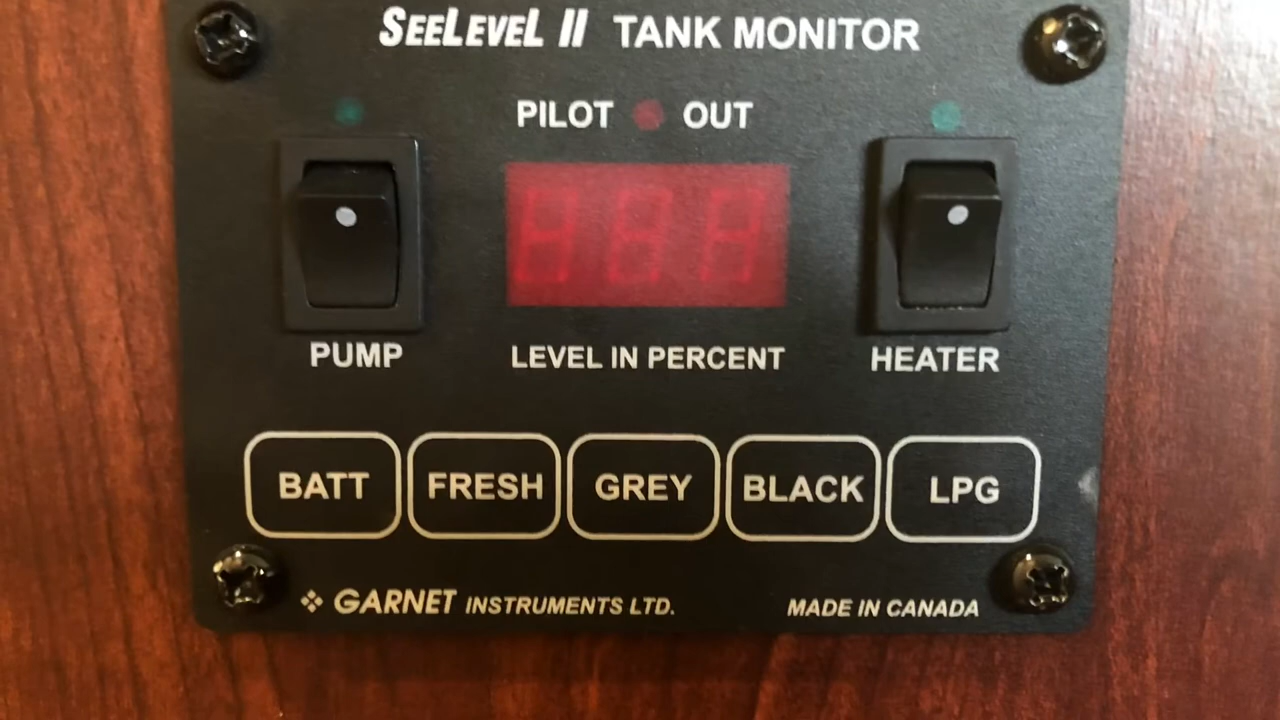 SEELEVEL II TANK MONITOR
PILOT OUT
PUMP
LEVEL IN PERCENT
HEATER
BATT
FRESH
GREY
BLACK
LPG
GARNET INSTRUMENTS LTD.
MADE IN CANADA